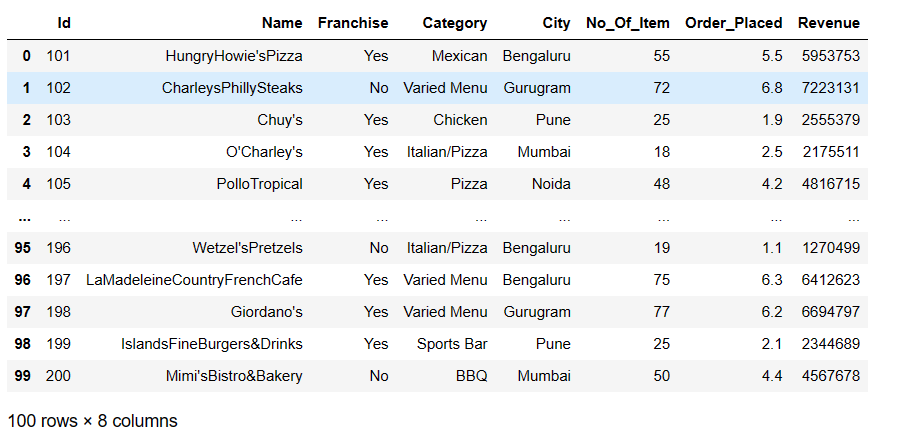 Id Name Franchise Category City No_Of_Item Order_Placed Revenue
0 101 HungryHowie'sPizza Yes Mexican Bengaluru 55 5.5 5953753
1 102 CharleysPhillySteaks No Varied Menu Gurugram 72 6.8 7223131
2 103 Chuy's Yes Chicken Pune 25 1.9 2555379
3 104 O'Charley's Yes Italian/Pizza Mumbai 18 2.5 2175511
4 105 PolloTropical Yes Pizza Noida 48 4.2 4816715
... ... ... ... ... ... ... ... ...
95 196 Wetzel'sPretzels No Italian/Pizza Bengaluru 19 1.1 1270499
96 197 LaMadeleineCountryFrenchCafe Yes Varied Menu Bengaluru 75 6.3 6412623
97 198 Giordano's Yes Varied Menu Gurugram 77 6.2 6694797
98 199 IslandsFineBurgers&Drinks Yes Sports Bar Pune 25 2.1 2344689
99 200 Mimi'sBistro&Bakery No BBQ Mumbai 50 4.4 4567678
100 rows × 8 columns